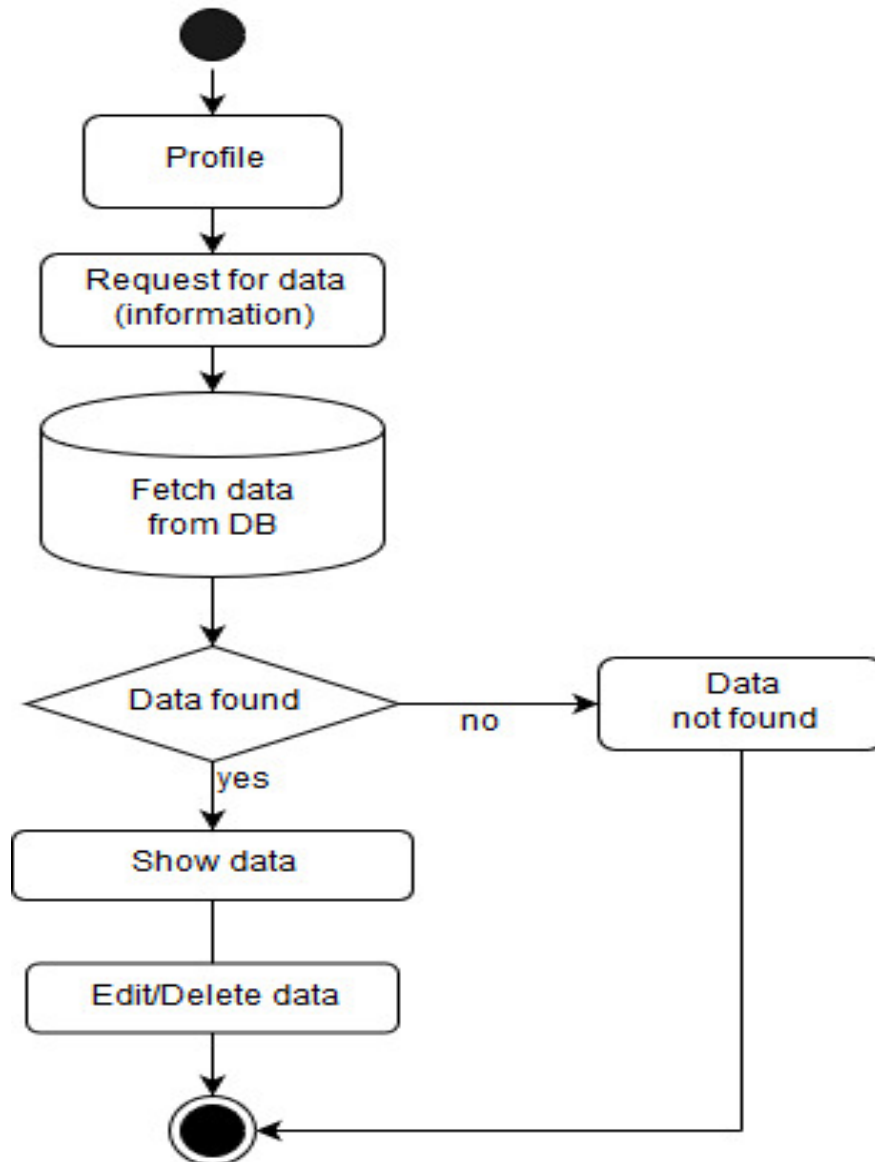 Profile
Request for data
(information)
Fetch data
from DB
Data found
no
Data
not found
yes
Show data
Edit/Delete data